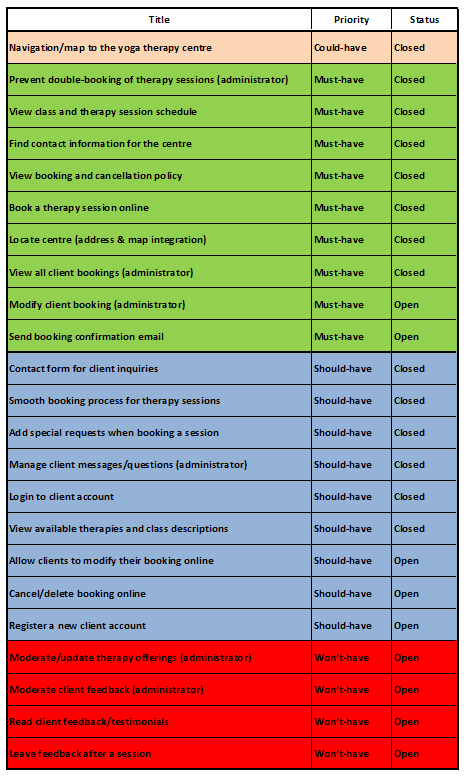 Title Priority Status
Navigation/map to the yoga therapy centre Could-have Closed
Prevent double-booking of therapy sessions (administrator) Must-have Closed
View class and therapy session schedule Must-have Closed
Find contact information for the centre Must-have Closed
View booking and cancellation policy Must-have Closed
Book a therapy session online Must-have Closed
Locate centre (address & map integration) Must-have Closed
View all client bookings (administrator) Must-have Closed
Modify client booking (administrator) Must-have Open
Send booking confirmation email Must-have Open
Contact form for client inquiries Should-have Closed
Smooth booking process for therapy sessions Should-have Closed
Add special requests when booking a session Should-have Closed
Manage client messages/questions (administrator) Should-have Closed
Login to client account Should-have Closed
View available therapies and class descriptions Should-have Closed
Allow clients to modify their booking online Should-have Open
Cancel/delete booking online Should-have Open
Register a new client account Should-have Open
Moderate/update therapy offerings (administrator) Won't-have Open
Moderate client feedback (administrator) Won't-have Open
Read client feedback/testimonials Won't-have Open
Leave feedback after a session Won't-have Open